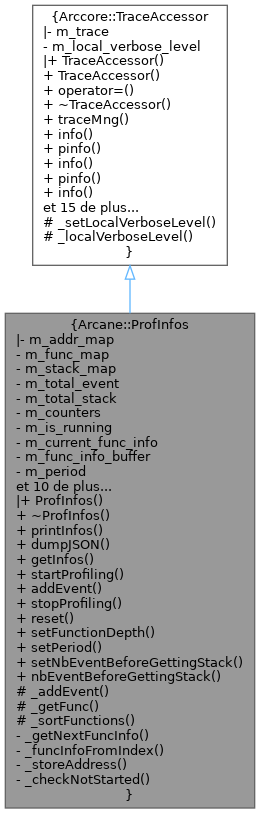 {Arccore::TraceAccessor
|- m_trace
- m_local_verbose_level
|+ TraceAccessor()
+ TraceAccessor()
+ operator=()
+ ~TraceAccessor()
+ traceMng()
+ info()
+ pinfo()
+ info()
+ pinfo()
+ info()
et 15 de plus...
# _setLocalVerboseLevel()
# _localVerboseLevel()
}
{Arcane::ProfInfos
|- m_addr_map
- m_func_map
- m_stack_map
- m_total_event
- m_total_stack
- m_counters
- m_is_running
- m_current_func_info
- m_func_info_buffer
- m_period
et 10 de plus...
|+ ProfInfos()
+ ~ProfInfos()
+ printInfos()
+ dumpJSON()
+ getInfos()
+ startProfiling()
+ addEvent()
+ stopProfiling()
+ reset()
+ setFunctionDepth()
+ setPeriod()
+ setNbEventBeforeGettingStack()
+ nbEventBeforeGettingStack()
# _addEvent()
# _getFunc()
# _sortFunctions()
- _getNextFuncInfo()
- _funcInfoFromIndex()
- _storeAddress()
- _checkNotStarted()
}